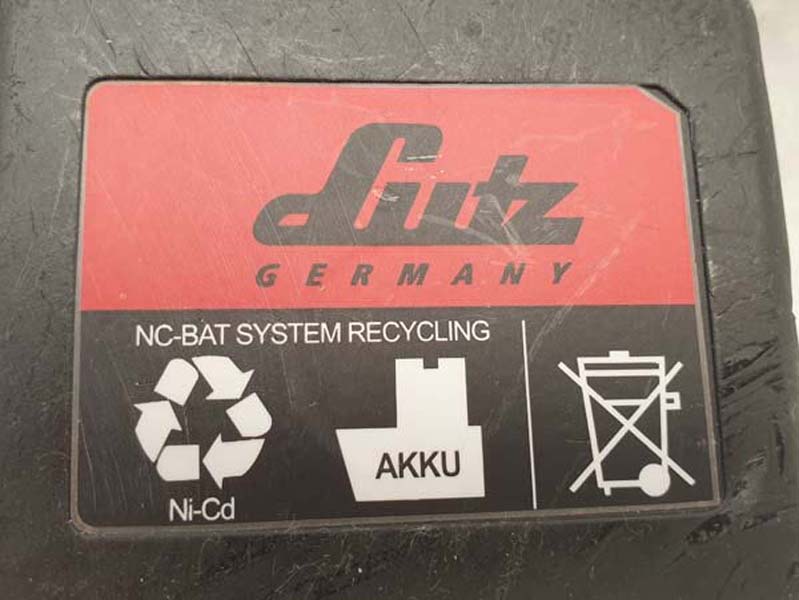 Lutz
GERMANY
NC-BAT SYSTEM RECYCLING
AKKU
Ni-Cd